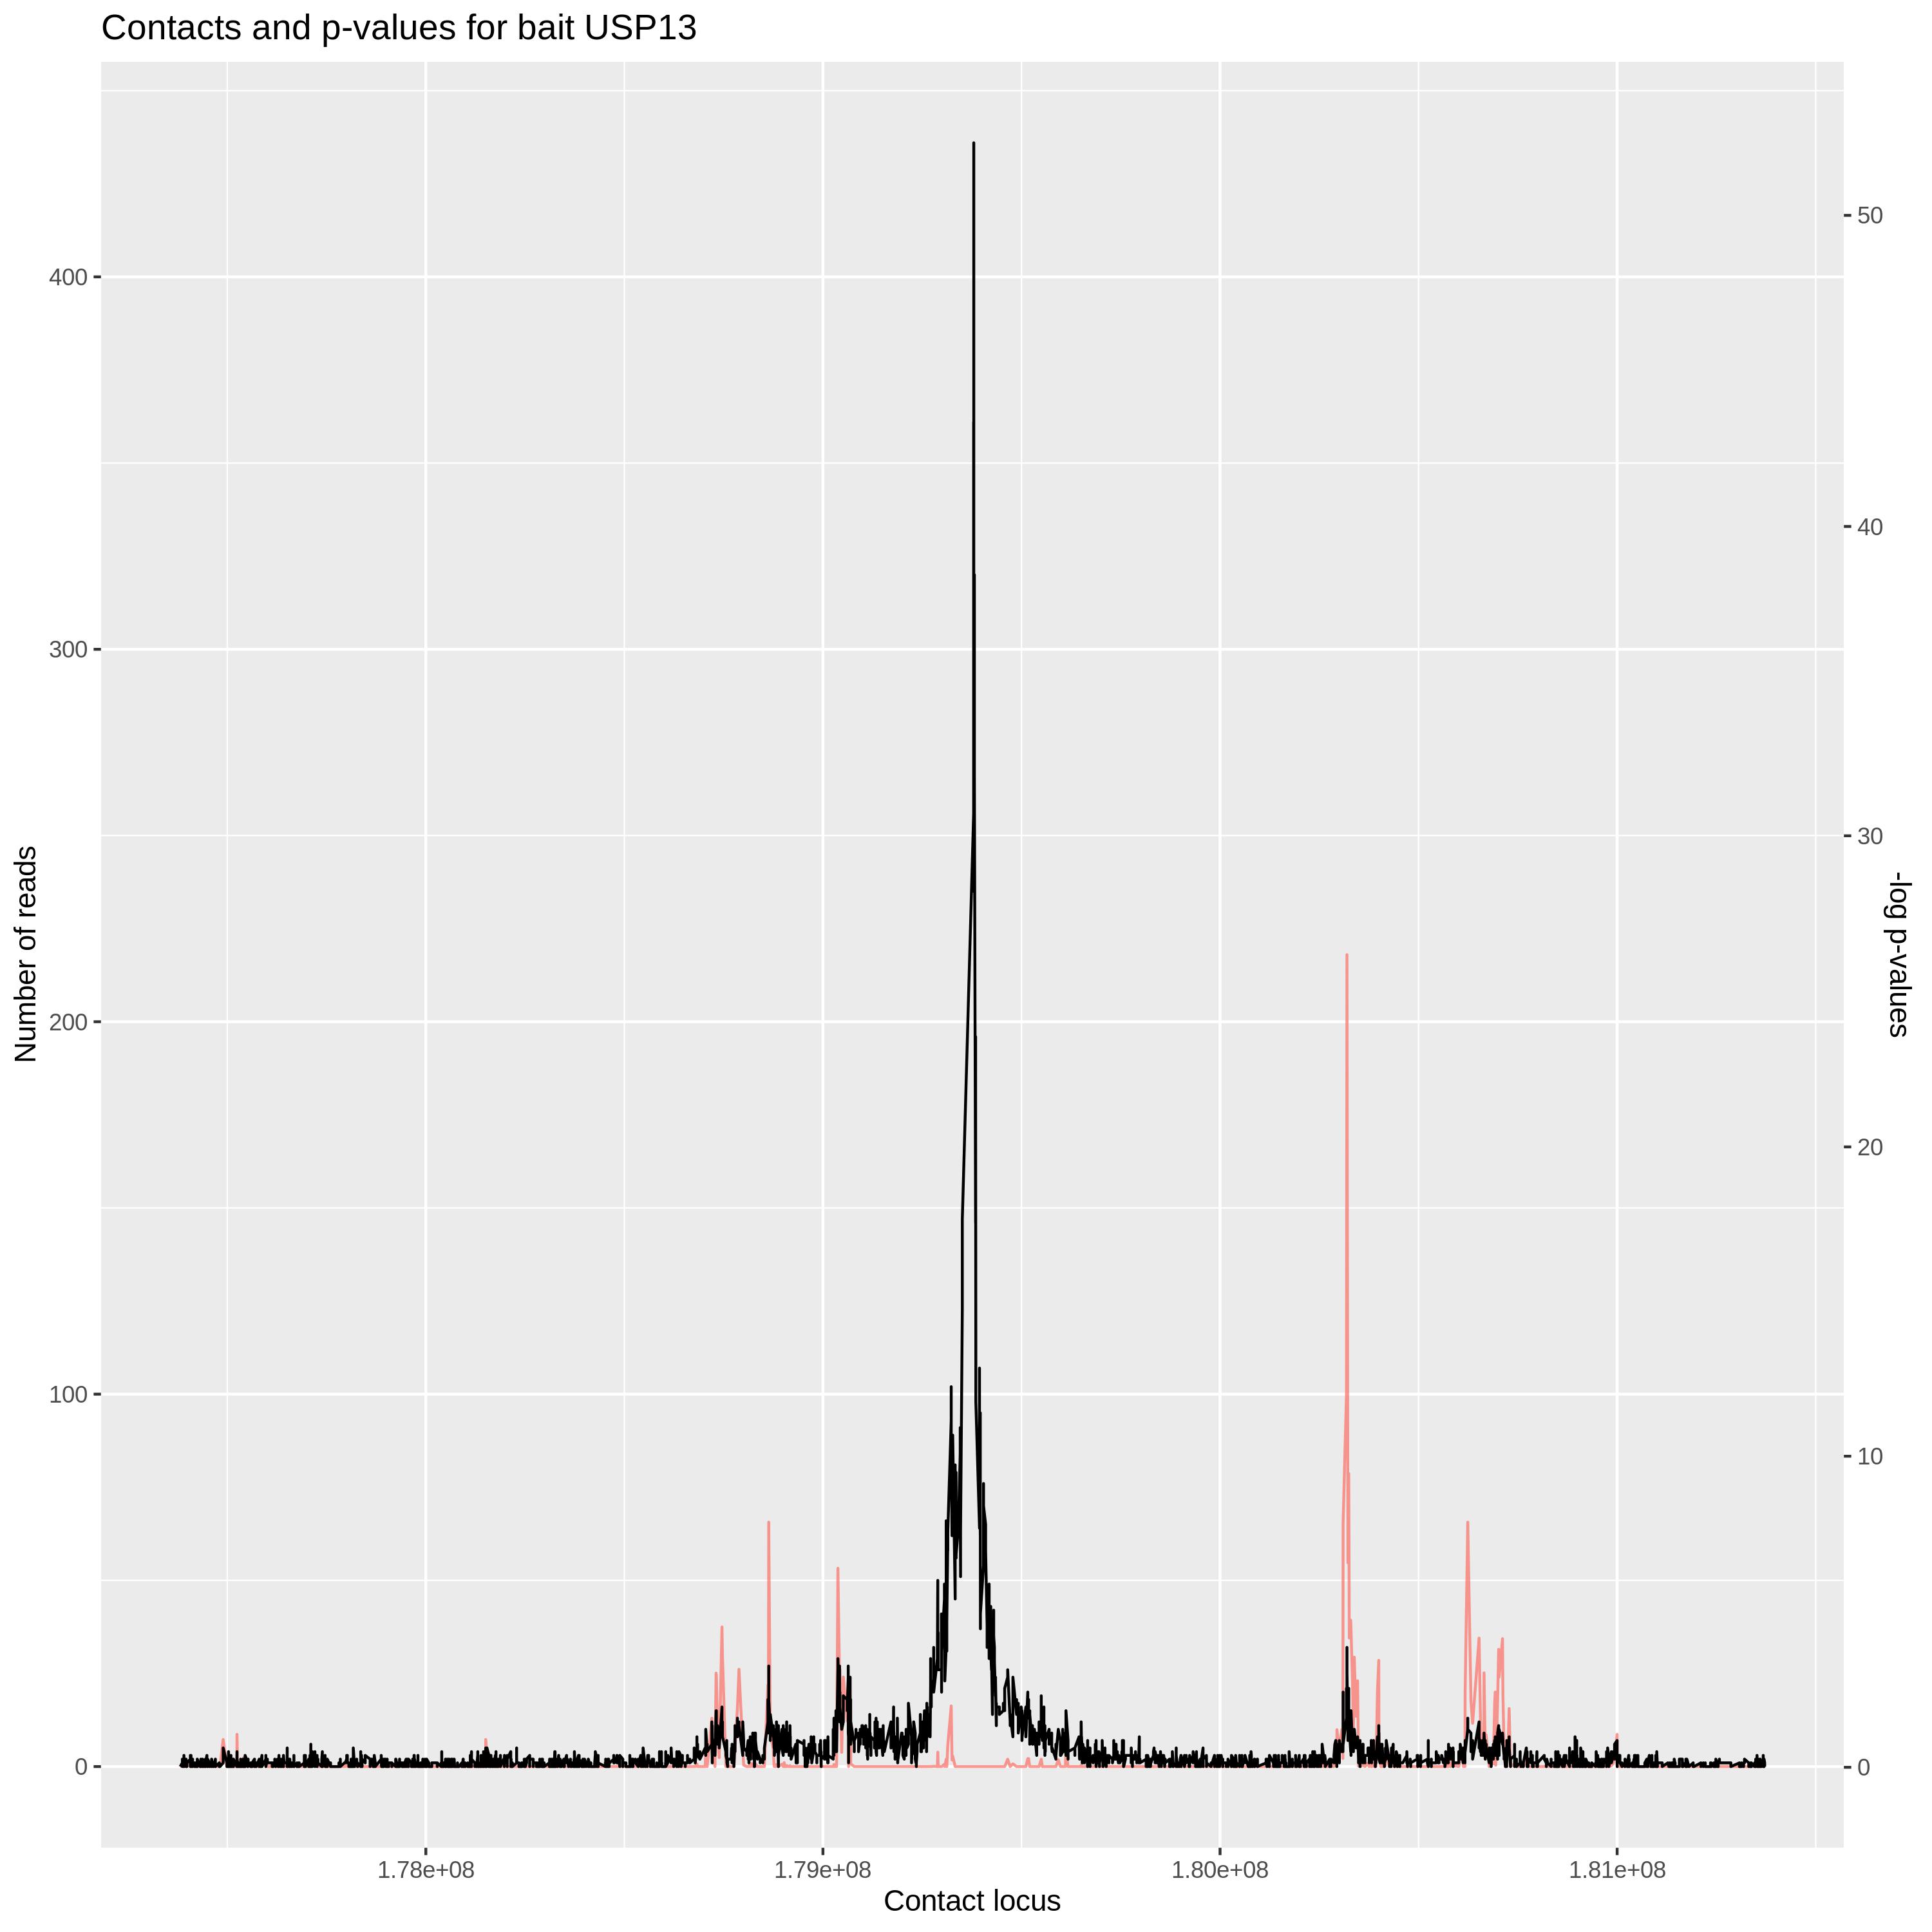 Contacts and p-values for bait USP13
Number of reads
400
300
200
100
0
50
40
30
20
10
0
-log p-values
1.78e+08
1.79e+08
1.80e+08
1.81e+08
Contact locus